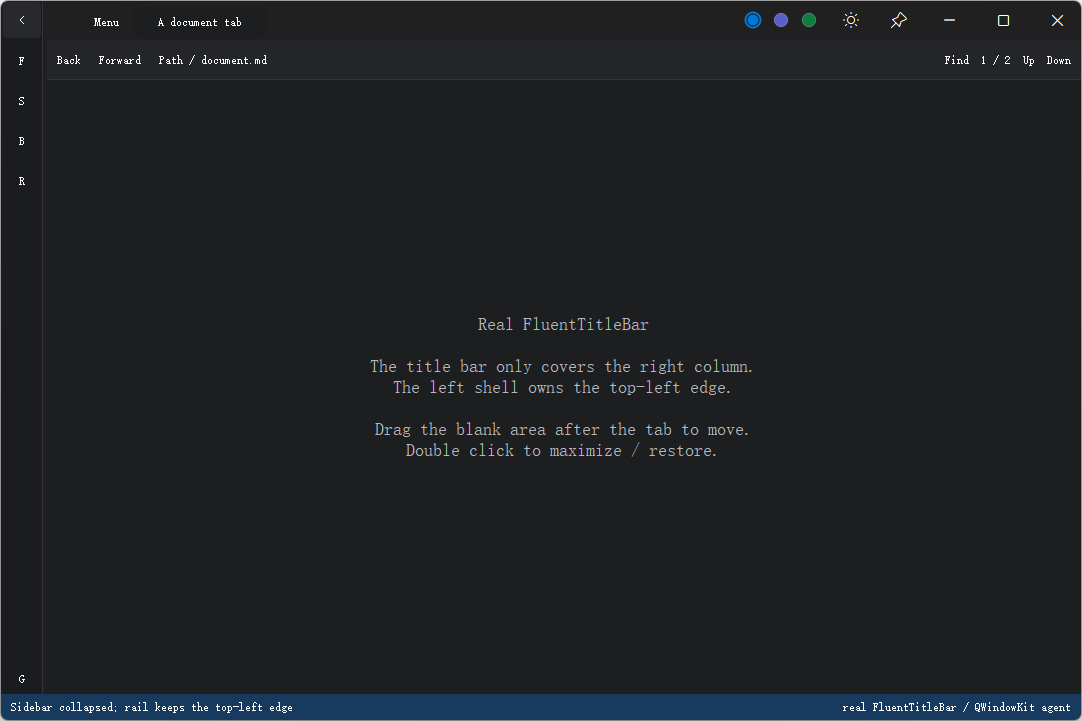 Menu A document tab
F
Back Forward Path / document.md Find 1 / 2 Up Down
S
B
R
Real FluentTitleBar
The title bar only covers the right column.
The left shell owns the top-left edge.
Drag the blank area after the tab to move.
Double click to maximize / restore.
G
Sidebar collapsed; rail keeps the top-left edge real FluentTitleBar / QWindowKit agent